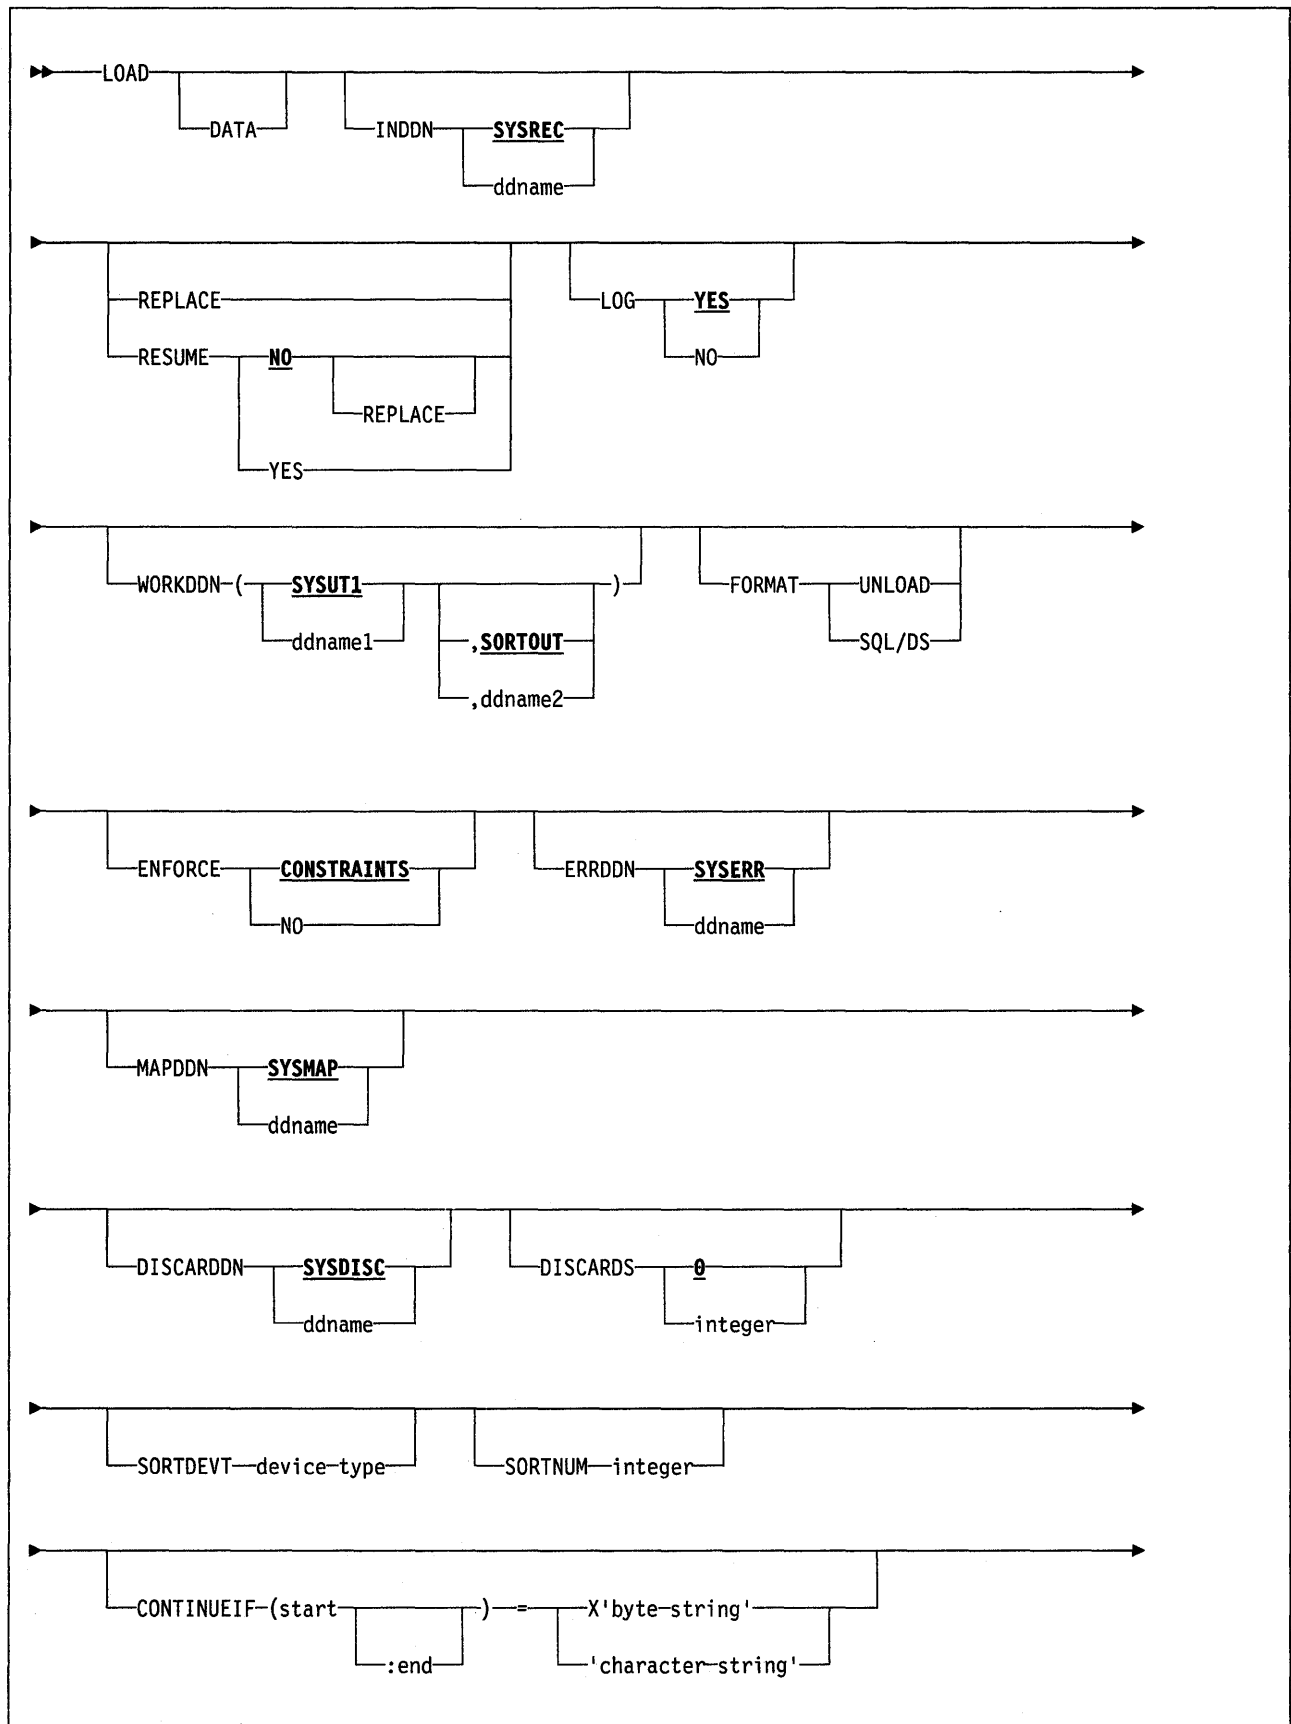 LOAD
DATA INDDN SYSREC
ddname
REPLACE LOG YES
RESUME NO NO
REPLACE
YES
WORKDDN ( SYSUT1 ) FORMAT UNLOAD
ddname1 ,SORTOUT SQL/DS
,ddname2
ENFORCE CONSTRAINTS ERRDDN SYSERR
NO ddname
MAPDDN SYSMAP
ddname
DISCARDDN SYSDISC DISCARDS 0
ddname integer
SORTDEVT device type SORTNUM integer
CONTINUEIF (start ) = X'byte string'
:end 'character string'